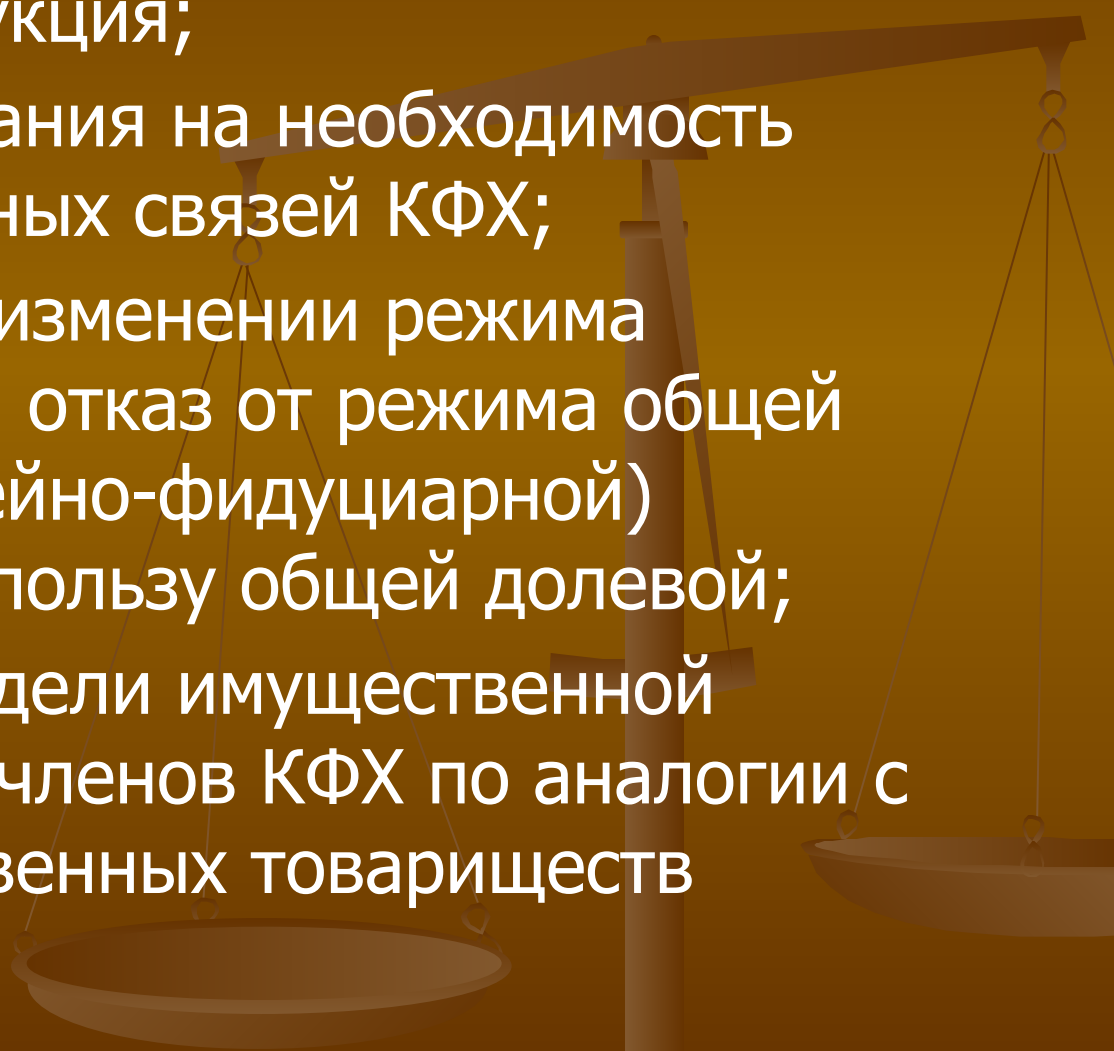 укция;
ания на необходимость
ных связей КФХ;
изменении режима
отказ от режима общей
ейно-фидуциарной)
пользу общей долевой;
дели имущественной
членов КФХ по аналогии с
венных товариществ